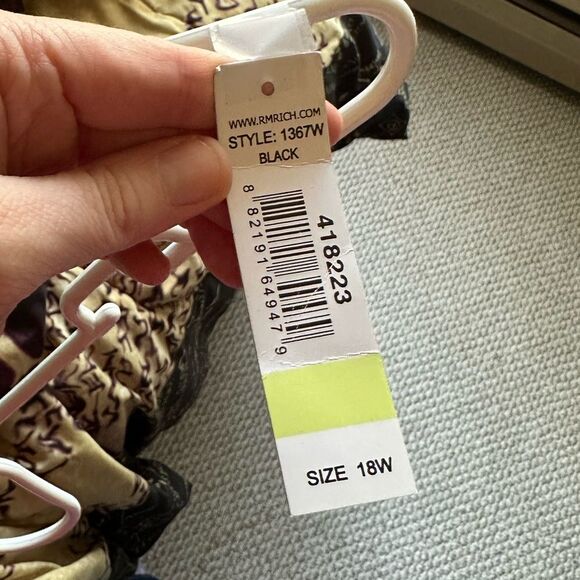 WWW.RMRICH.COM
STYLE: 1367W
BLACK
418223
8 82191 64947 9
SIZE 18W